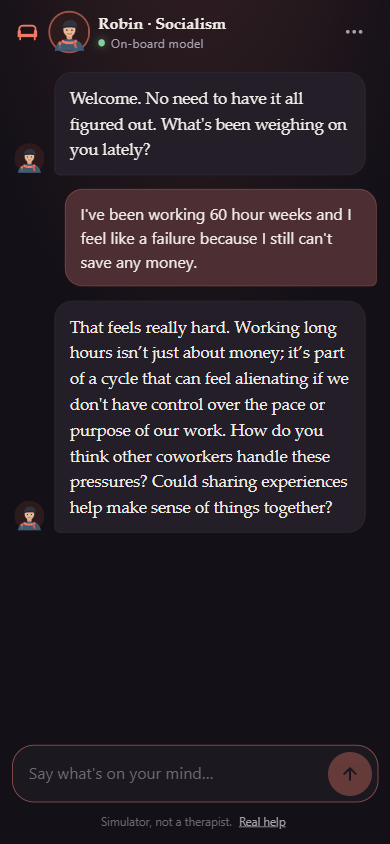 Robin · Socialism
On-board model
Welcome. No need to have it all
figured out. What's been weighing on
you lately?
I've been working 60 hour weeks and I
feel like a failure because I still can't
save any money.
That feels really hard. Working long
hours isn’t just about money; it’s part
of a cycle that can feel alienating if we
don't have control over the pace or
purpose of our work. How do you
think other coworkers handle these
pressures? Could sharing experiences
help make sense of things together?
Say what's on your mind...
Simulator, not a therapist. Real help